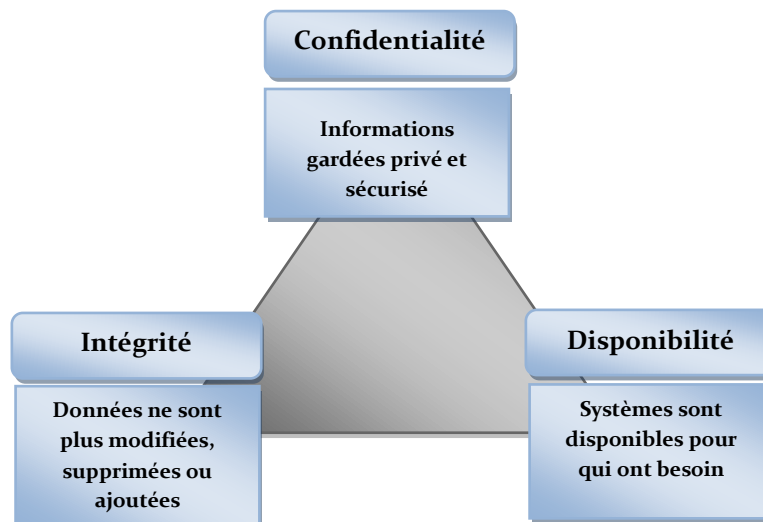 Confidentialité
Informations
gardées privé et
sécurisé
Intégrité
Données ne sont
plus modifiées,
supprimées ou
ajoutées
Disponibilité
Systèmes sont
disponibles pour
qui ont besoin